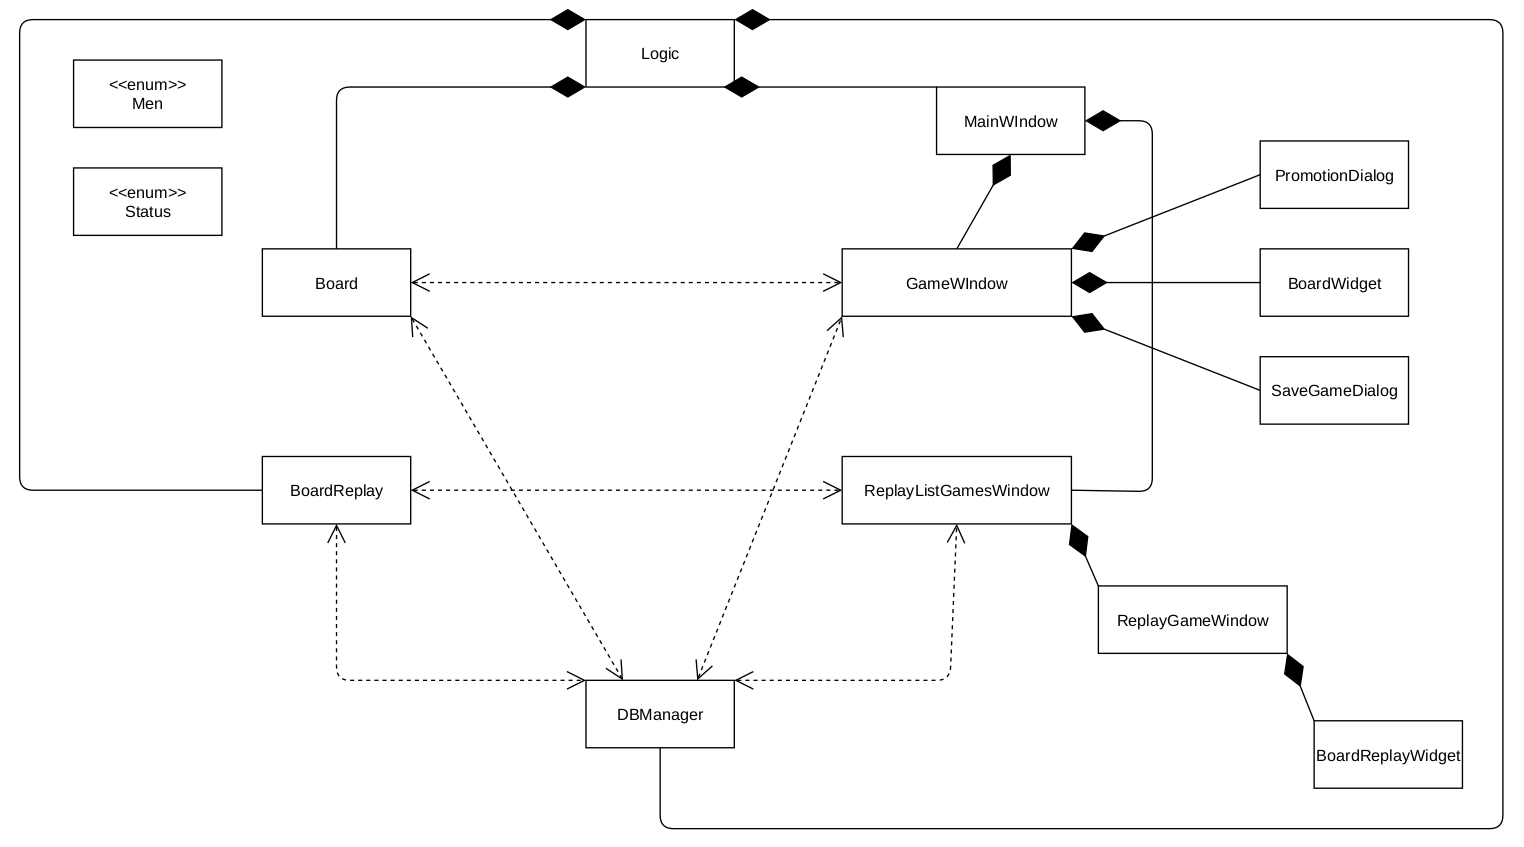 Logic
<<enum>>
Men
MainWIndow
PromotionDialog
<<enum>>
Status
Board
GameWIndow
BoardWidget
SaveGameDialog
BoardReplay
ReplayListGamesWindow
ReplayGameWindow
DBManager
BoardReplayWidget